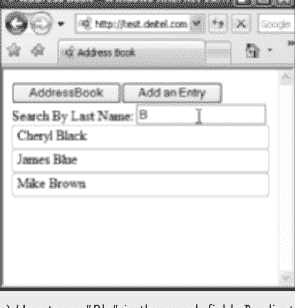 http://test.deitel.com
Google
Address Book
AddressBook Add an Entry
Search By Last Name: B
Cheryl Black
James Blue
Mike Brown